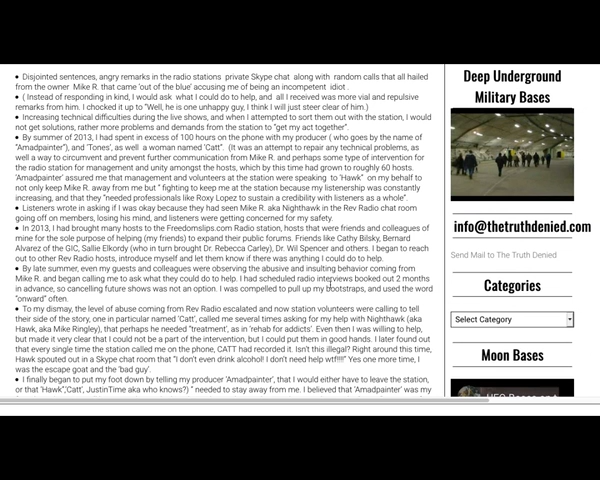 • Disjointed sentences, angry remarks in the radio stations private Skype chat along with random calls that all hailed
from the owner Mike R. that came 'out of the blue' accusing me of being an incompetent idiot .
• ( Instead of responding in kind, I would ask what I could do to help, and all I received was more vial and repulsive
remarks from him. I chocked it up to "Well, he is one unhappy guy, I think I will just steer clear of him.)
• Increasing technical difficulties during the live shows, and when I attempted to sort them out with the station, I would
not get solutions, rather more problems and demands from the station to "get my act together".
• By summer of 2013, I had spent in excess of 100 hours on the phone with my producer ( who goes by the name of
"Amadpainter"), and 'Tones', as well a woman named 'Catt". (It was an attempt to repair any technical problems, as
well a way to circumvent and prevent further communication from Mike R. and perhaps some type of intervention for
the radio station for management and unity amongst the hosts, which by this time had grown to roughly 60 hosts.
'Amadpainter' assured me that management and volunteers at the station were speaking to 'Hawk" on my behalf to
not only keep Mike R. away from me but " fighting to keep me at the station because my listenership was constantly
increasing, and that they "needed professionals like Roxy Lopez to sustain a credibility with listeners as a whole".
• Listeners wrote in asking if I was okay because they had seen Mike R. aka Nighthawk in the Rev Radio chat room
going off on members, losing his mind, and listeners were getting concerned for my safety.
• In 2013, I had brought many hosts to the Freedomslips.com Radio station, hosts that were friends and colleagues of
mine for the sole purpose of helping (my friends) to expand their public forums. Friends like Cathy Bilsky, Bernard
Alvarez of the GIC, Sallie Elkordy (who in turn brought Dr. Rebecca Carley), Dr. Wil Spencer and others. I began to reach
out to other Rev Radio hosts, introduce myself and let them know if there was anything I could do to help.
• By late summer, even my guests and colleagues were observing the abusive and insulting behavior coming from
Mike R. and began calling me to ask what they could do to help. I had scheduled radio interviews booked out 2 months
in advance, so cancelling future shows was not an option. I was compelled to pull up my bootstraps, and used the word
"onward" often.
• To my dismay, the level of abuse coming from Rev Radio escalated and now station volunteers were calling to tell
their side of the story, one in particular named 'Catt', called me several times asking for my help with Nighthawk (aka
Hawk, aka Mike Ringley), that perhaps he needed "treatment', as in 'rehab for addicts'. Even then I was willing to help,
but made it very clear that I could not be a part of the intervention, but I could put them in good hands. I later found out
that every single time the station called me on the phone, CATT had recorded it. Isn't this illegal? Right around this time,
Hawk spouted out in a Skype chat room that "I don't even drink alcohol! I don't need help wtf!!!!" Yes one more time, I
was the escape goat and the 'bad guy'.
• I finally began to put my foot down by telling my producer 'Amadpainter', that I would either have to leave the station,
or that 'Hawk",'Catt', JustinTime aka who knows?) " needed to stay away from me. I believed that 'Amadpainter' was my
Deep Underground
Military Bases
info@thetruthdenied.com
Send Mail to The Truth Denied
Categories
Select Category
Moon Bases